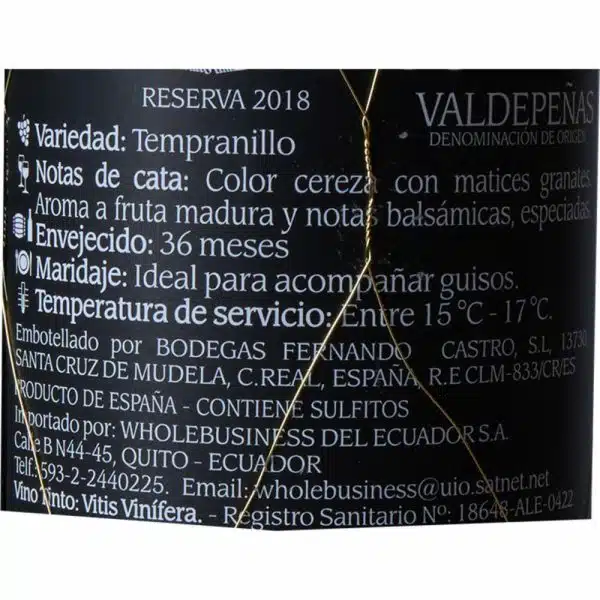 RESERVA 2018
VALDEPEÑAS
DENOMINACIÓN DE ORIGEN
Variedad: Tempranillo
Notas de cata: Color cereza con matices granates.
Aroma a fruta madura y notas balsámicas, especiadas.
Envejecido: 36 meses
Maridaje: Ideal para acompañar guisos.
Temperatura de servicio: Entre 15 °C - 17 °C.
Embotellado por BODEGAS FERNANDO CASTRO, S.L, 13730
SANTA CRUZ DE MUDELA, C.REAL, ESPAÑA, R.E CLM-833/CR/ES
PRODUCTO DE ESPAÑA - CONTIENE SULFITOS
Importado por: WHOLEBUSINESS DEL ECUADOR S.A.
Calle B N44-45, QUITO - ECUADOR
Telf.: 593-2-2440225. Email: wholebusiness@uio.satnet.net
Vino Tinto: Vitis Vinífera. - Registro Sanitario Nº: 18648-ALE-0422